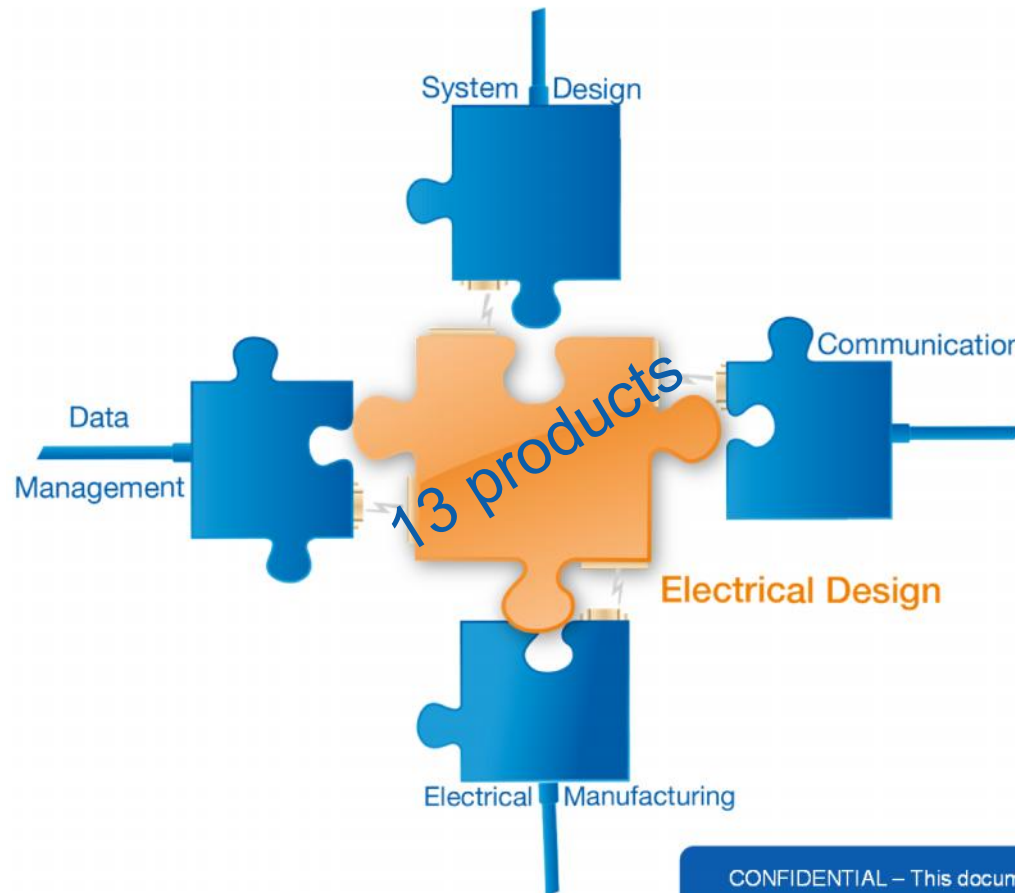 System Design
Communication
Data
Management
13 products
Electrical Design
Electrical Manufacturing
CONFIDENTIAL – This docum